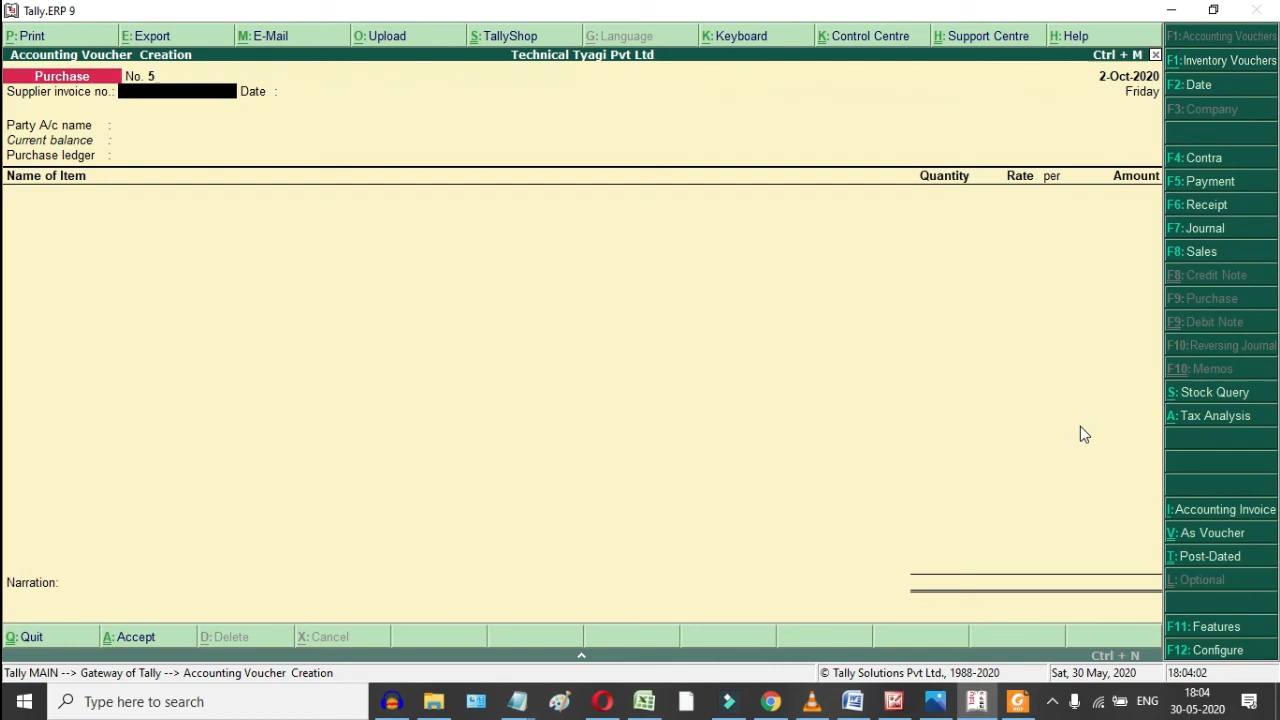 Tally.ERP 9
P: Print E: Export M: E-Mail O: Upload S: TallyShop G: Language K: Keyboard K: Control Centre H: Support Centre H: Help
F1: Accounting Vouchers
Accounting Voucher Creation Technical Tyagi Pvt Ltd Ctrl + M
F1: Inventory Vouchers
Purchase No. 5 2-Oct-2020
F2: Date
Supplier invoice no.: Date : Friday
F3: Company
Party A/c name :
Current balance :
Purchase ledger :
F4: Contra
Name of Item Quantity Rate per Amount
F5: Payment
F6: Receipt
F7: Journal
F8: Sales
F8: Credit Note
F9: Purchase
F9: Debit Note
F10: Reversing Journal
F10: Memos
S: Stock Query
A: Tax Analysis
I: Accounting Invoice
V: As Voucher
T: Post-Dated
L: Optional
Narration:
F11: Features
Q: Quit A: Accept D: Delete X: Cancel
F12: Configure
Ctrl + N
Tally MAIN --> Gateway of Tally --> Accounting Voucher Creation © Tally Solutions Pvt Ltd., 1988-2020 Sat, 30 May, 2020 18:04:02
Type here to search ENG 18:04
30-05-2020